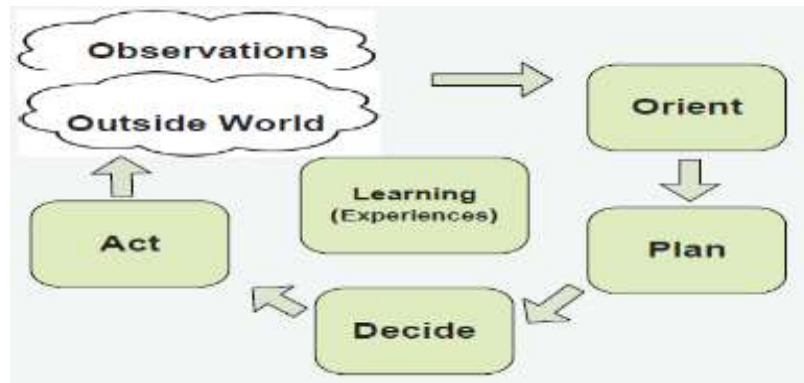 Observations
Outside World
Orient
Learning
(Experiences)
Act
Plan
Decide